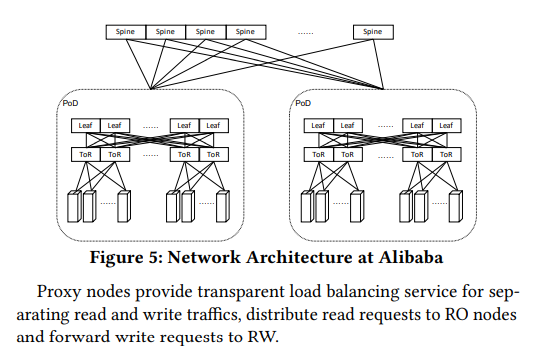 Spine Spine Spine Spine ...... Spine
PoD PoD
Leaf Leaf ...... Leaf Leaf Leaf Leaf ...... Leaf Leaf
ToR ToR ...... ToR ToR ToR ToR ...... ToR ToR
...... ...... ...... ......
Figure 5: Network Architecture at Alibaba
Proxy nodes provide transparent load balancing service for sep-
arating read and write traffics, distribute read requests to RO nodes
and forward write requests to RW.